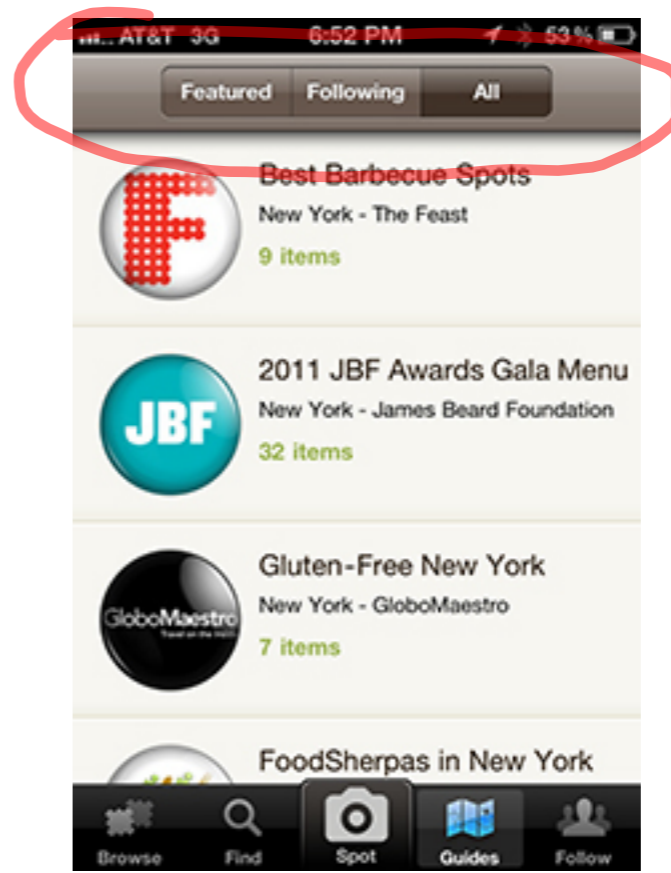 AT&T 3G 6:52 PM 53%
Featured Following All
F
Best Barbecue Spots
New York - The Feast
9 items
JBF
2011 JBF Awards Gala Menu
New York - James Beard Foundation
32 items
GloboMaestro
Gluten-Free New York
New York - GloboMaestro
7 items
FoodSherpas in New York
Browse Find Spot Guides Follow